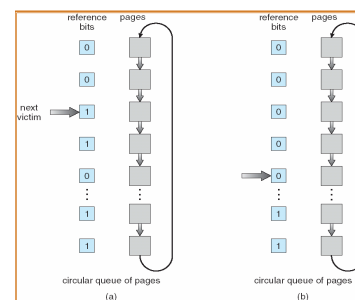 reference pages
bits
0
0
next
victim
1
1
0
1
1
circular queue of pages
(a)
reference pages
bits
0
0
0
0
0
1
1
circular queue of pages
(b)